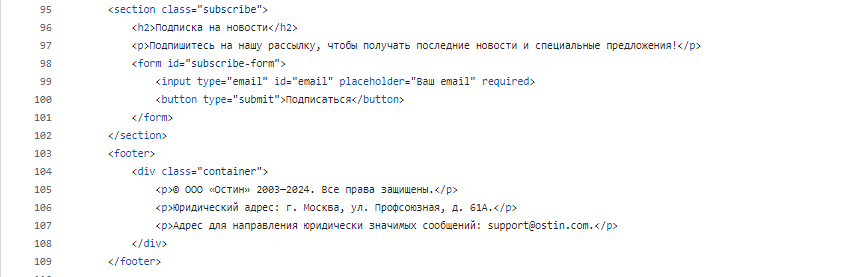 95 <section class="subscribe">
96 <h2>Подписка на новости</h2>
97 <p>Подпишитесь на нашу рассылку, чтобы получать последние новости и специальные предложения!</p>
98 <form id="subscribe-form">
99 <input type="email" id="email" placeholder="Ваш email" required>
100 <button type="submit">Подписаться</button>
101 </form>
102 </section>
103 <footer>
104 <div class="container">
105 <p>© ООО «Остин» 2003–2024. Все права защищены.</p>
106 <p>Юридический адрес: г. Москва, ул. Профсоюзная, д. 61А.</p>
107 <p>Адрес для направления юридически значимых сообщений: support@ostin.com.</p>
108 </div>
109 </footer>